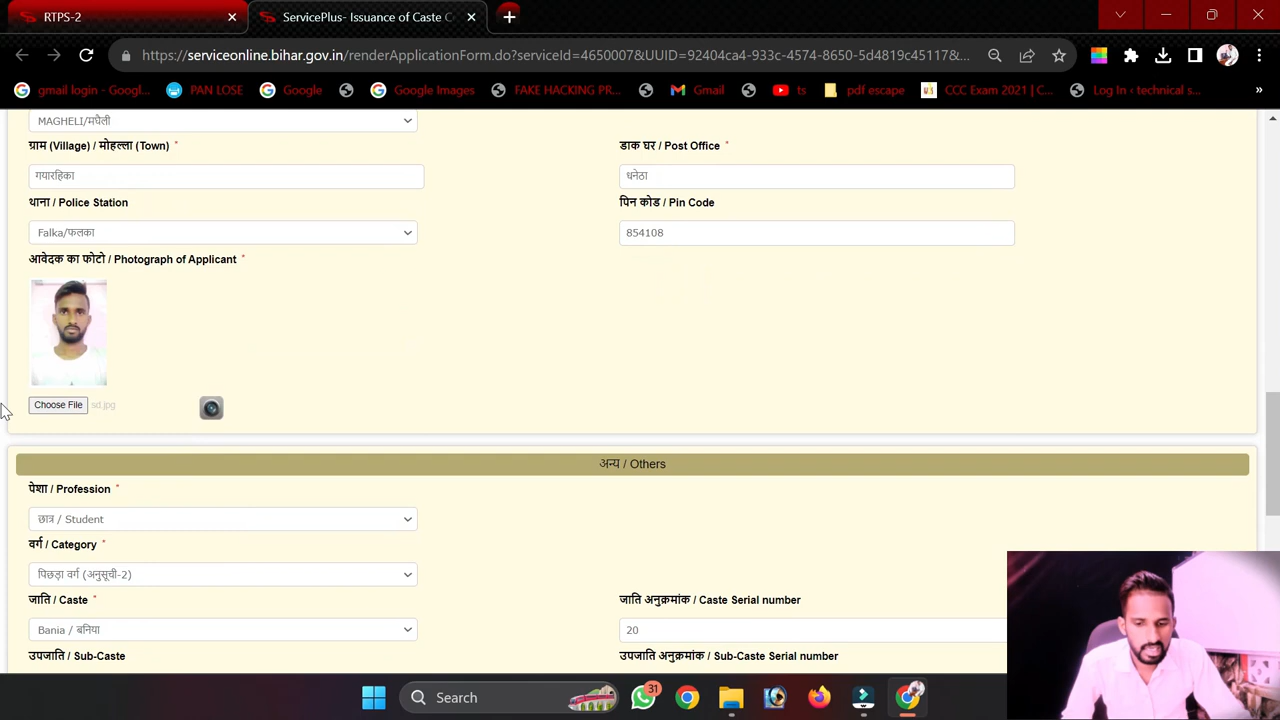 RTPS-2
ServicePlus- Issuance of Caste C
https://serviceonline.bihar.gov.in/renderApplicationForm.do?serviceId=4650007&UUID=92404ca4-933c-4574-8650-5d4819c45117&...
gmail login - Googl...
PAN LOSE
Google
Google Images
FAKE HACKING PR...
Gmail
ts
pdf escape
CCC Exam 2021 | C...
Log In ‹ technical s...
»
MAGHELI/मघैली
ग्राम (Village) / मोहल्ला (Town) *
डाक घर / Post Office *
गयारहिका
धनेठा
थाना / Police Station
पिन कोड / Pin Code
Falka/फलका
854108
आवेदक का फोटो / Photograph of Applicant *
Choose File sd.jpg
अन्य / Others
पेशा / Profession *
छात्र / Student
वर्ग / Category *
पिछड़ा वर्ग (अनुसूची-2)
जाति / Caste *
जाति अनुक्रमांक / Caste Serial number
Bania / बनिया
20
उपजाति / Sub-Caste
उपजाति अनुक्रमांक / Sub-Caste Serial number
Search
31